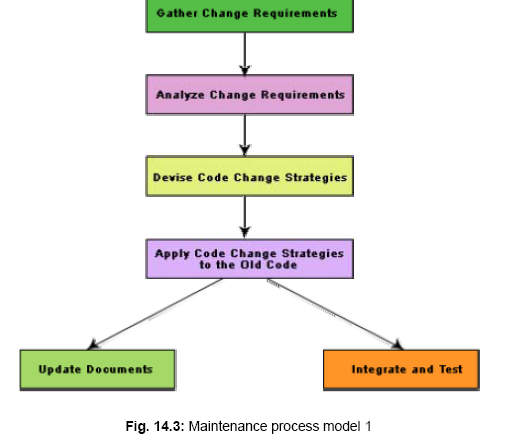 Gather Change Requirements
Analyze Change Requirements
Devise Code Change Strategies
Apply Code Change Strategies
to the Old Code
Update Documents
Integrate and Test
Fig. 14.3: Maintenance process model 1